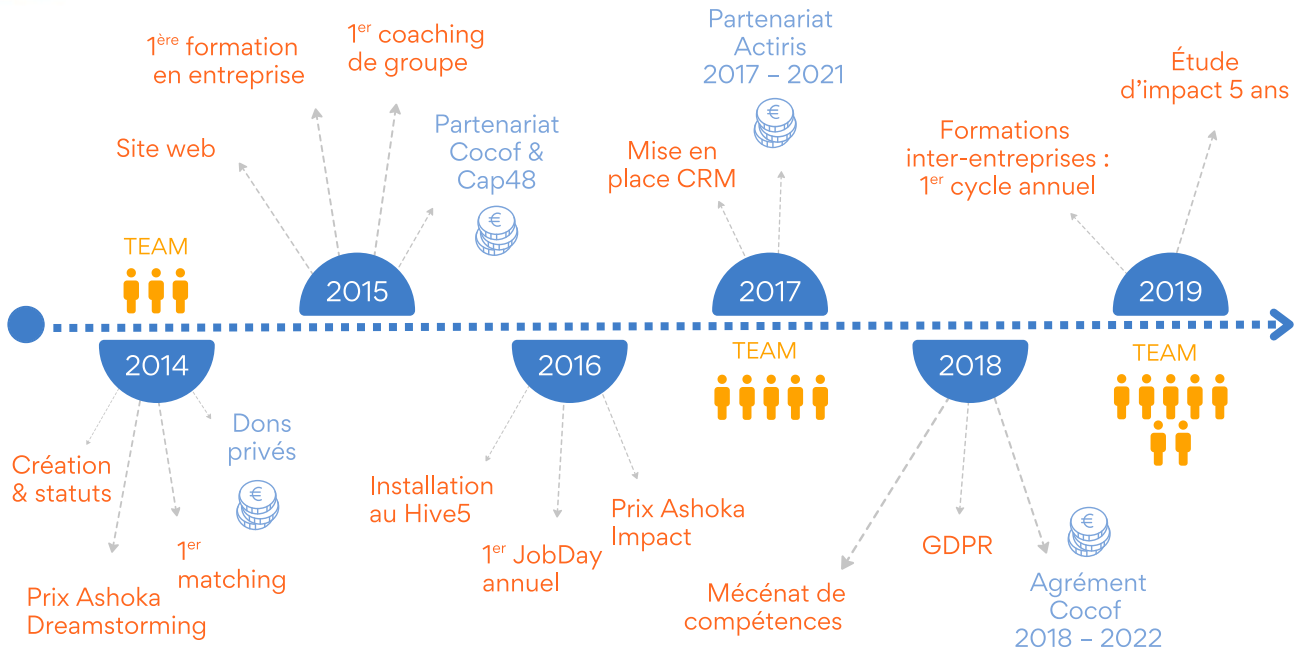 1ère formation
en entreprise
1er coaching
de groupe
Site web
Partenariat
Cocof &
Cap48
€
2015
TEAM
2014
Création
& statuts
Prix Ashoka
Dreamstorming
1er
matching
Dons
privés
€
2016
Installation
au Hive5
1er JobDay
annuel
Prix Ashoka
Impact
Partenariat
Actiris
2017 – 2021
€
Mise en
place CRM
2017
TEAM
2018
Mécénat de
compétences
GDPR
€
Agrément
Cocof
2018 – 2022
Formations
inter-entreprises :
1er cycle annuel
Étude
d'impact 5 ans
2019
TEAM